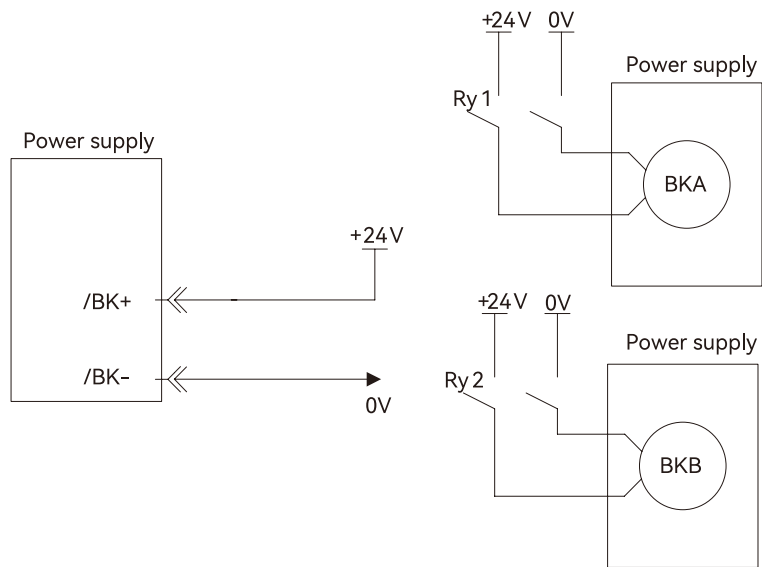 Power supply
/BK+
/BK-
+24V
0V
+24V 0V
Ry1
Power supply
BKA
+24V 0V
Ry2
Power supply
BKB